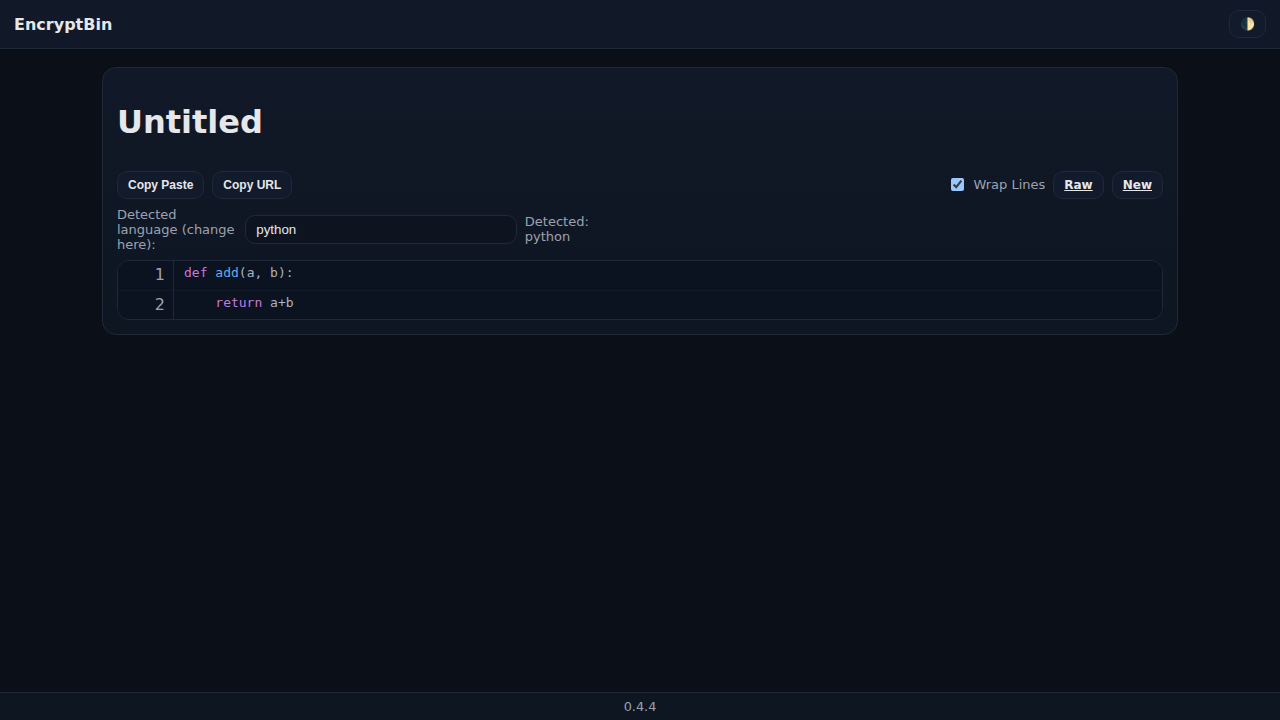 EncryptBin
Untitled
Copy Paste Copy URL Wrap Lines Raw New
Detected
language (change
here):
python
Detected:
python
1 def add(a, b):
2     return a+b
0.4.4